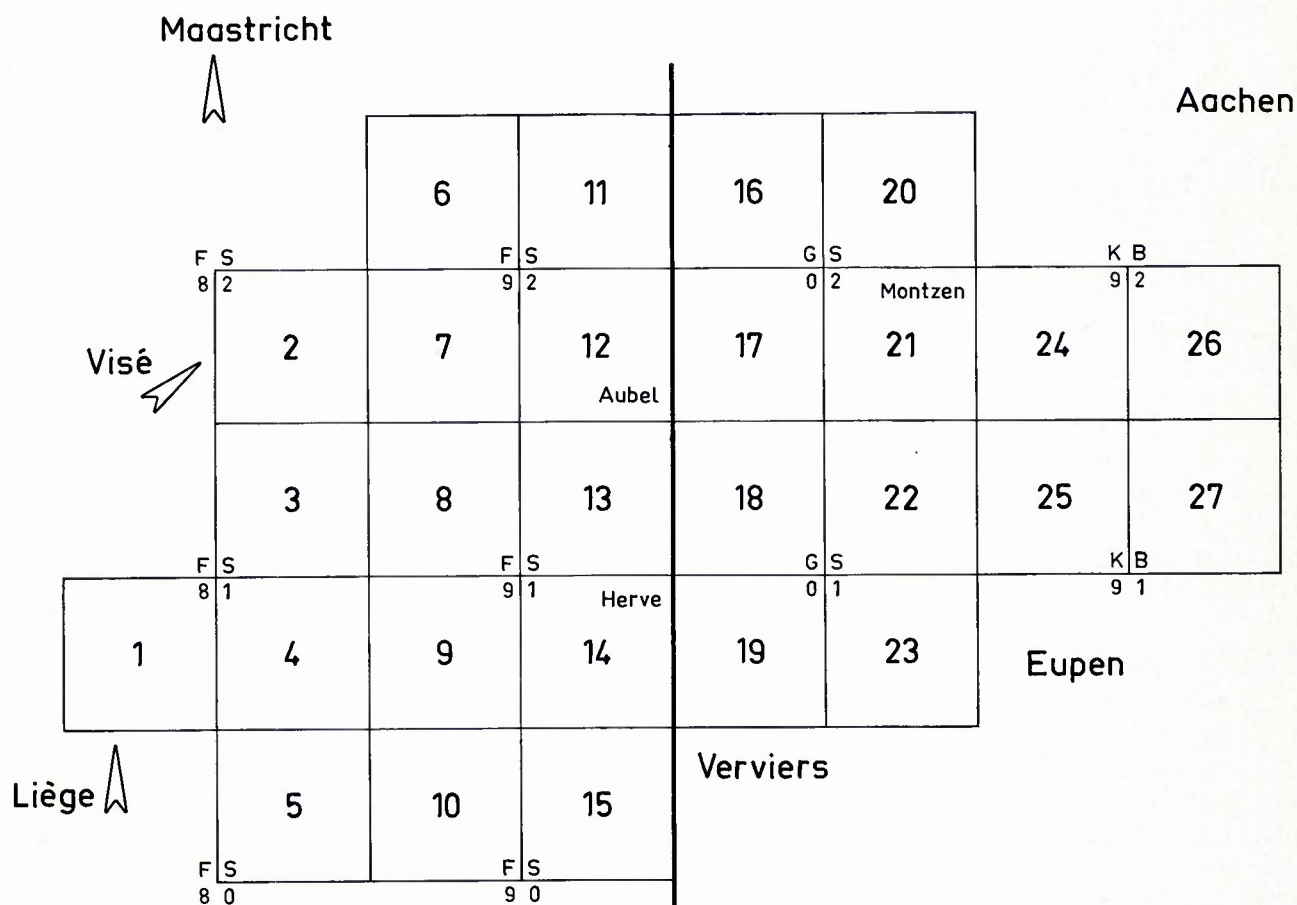 Maastricht
Aachen
6 11 16 20
F S F S G S K B
8 2 9 2 0 2 9 2
Montzen
Visé 2 7 12 17 21 24 26
Aubel
3 8 13 18 22 25 27
F S F S G S K B
8 1 9 1 0 1 9 1
Herve
1 4 9 14 19 23 Eupen
Verviers
Liège 5 10 15
F S F S
8 0 9 0